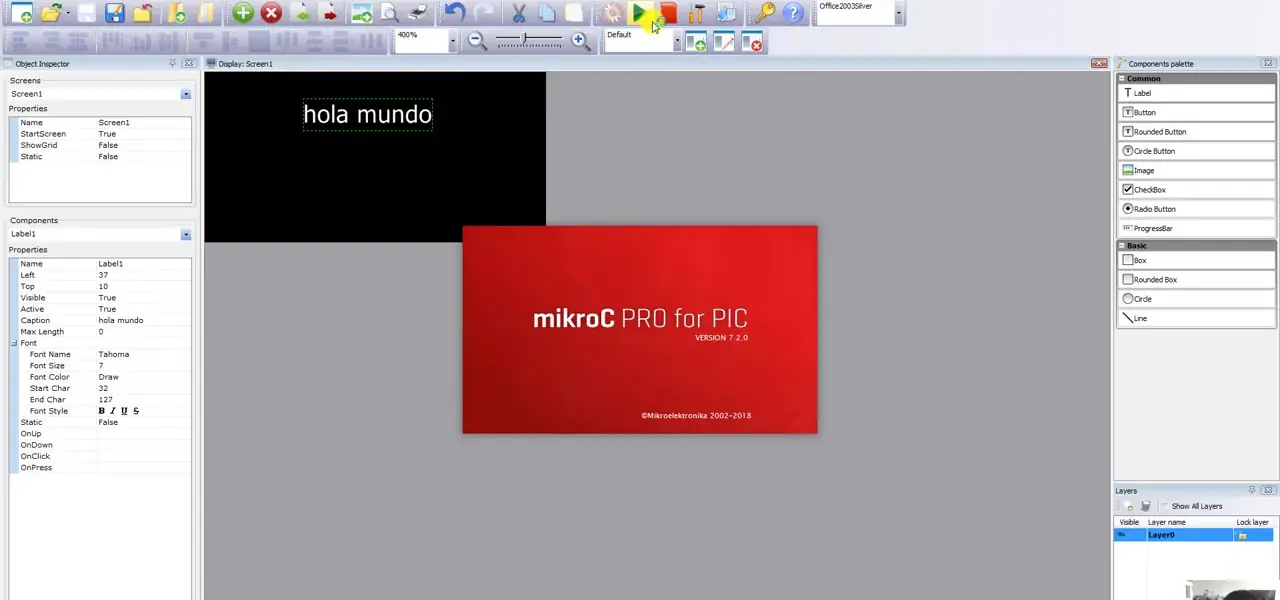 Office2003Silver
400%
Default
Object Inspector
Screens
Screen1
Properties
Name Screen1
StartScreen True
ShowGrid False
Static False
Components
Label1
Properties
Name Label1
Left 37
Top 10
Visible True
Active True
Caption hola mundo
Max Length 0
Font
Font Name Tahoma
Font Size 7
Font Color Draw
Start Char 32
End Char 127
Font Style B I U S
Static False
OnUp
OnDown
OnClick
OnPress
Display: Screen1
hola mundo
mikroC PRO for PIC
VERSION 7.2.0
©Mikroelektronika 2002-2018
Components palette
Common
T Label
T Button
T Rounded Button
T Circle Button
Image
CheckBox
Radio Button
ProgressBar
Basic
Box
Rounded Box
Circle
Line
Layers
Show All Layers
Visible Layer name Lock layer
Layer0